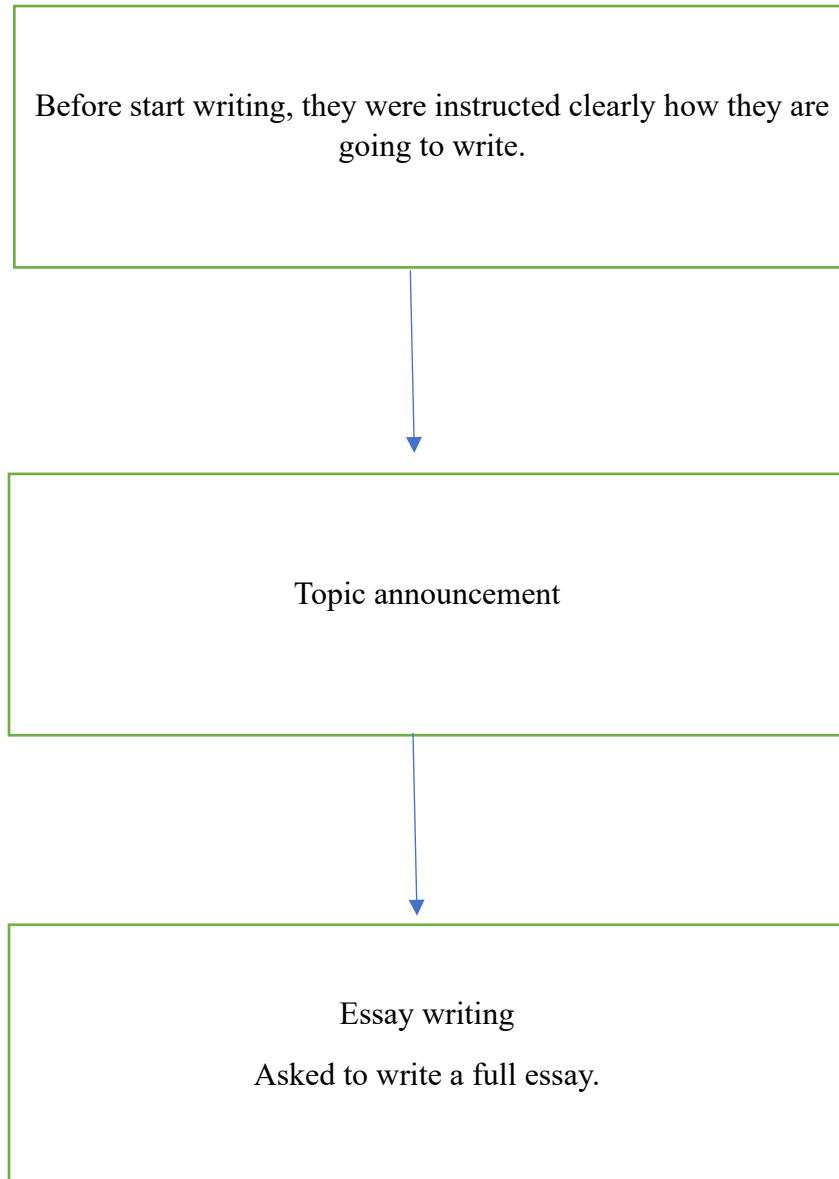 Before start writing, they were instructed clearly how they are
going to write.
Topic announcement
Essay writing
Asked to write a full essay.